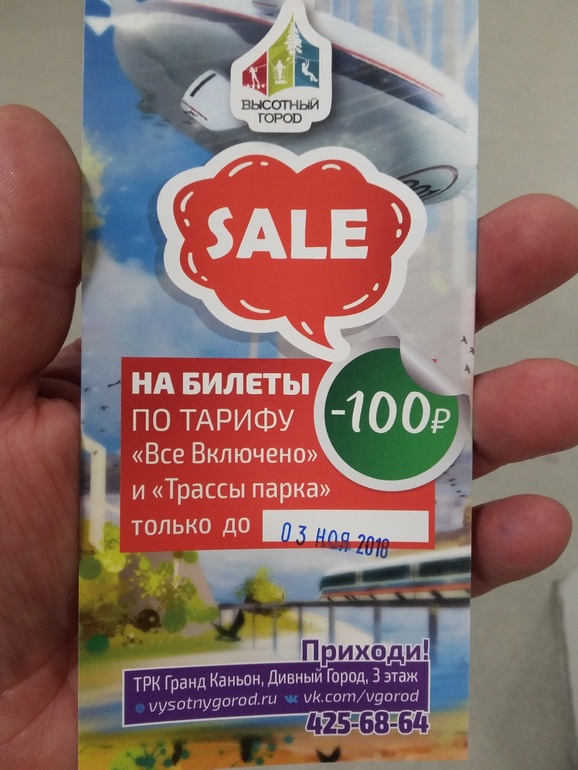 ВЫСОТНЫЙ
ГОРОД
SALE
НА БИЛЕТЫ
ПО ТАРИФУ
«Все Включено»
и «Трассы парка»
только до
-100₽
03 НОЯ 2018
Приходи!
ТРК Гранд Каньон, Дивный Город, 3 этаж
vysotnygorod.ru vk.com/vgorod
425-68-64